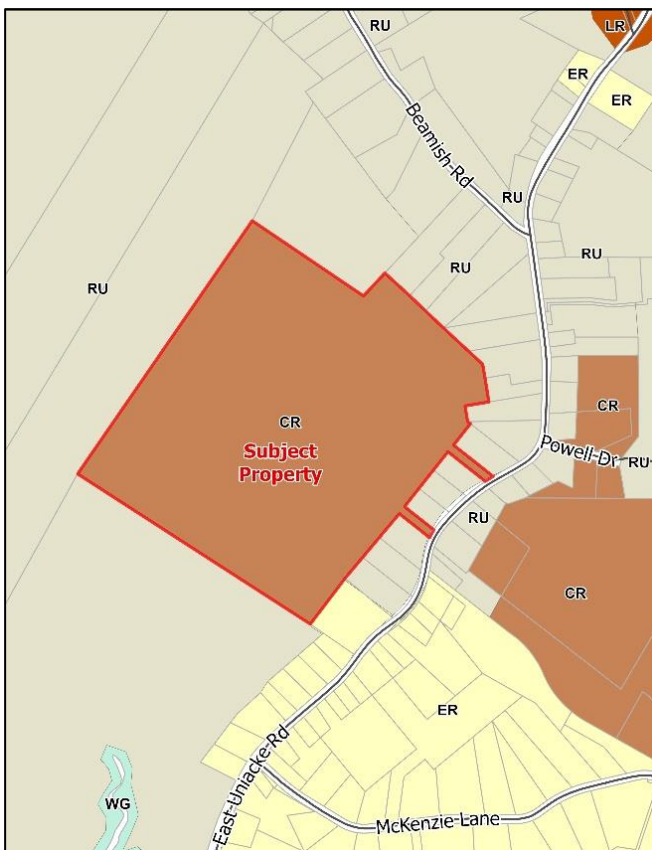 RU
LR
ER
ER
Beamish-Rd
RU
RU
RU
RU
CR
CR
Subject
Property
Powell-Dr
RU
RU
CR
ER
East-Uniacke-Rd
WG
McKenzie-Lane